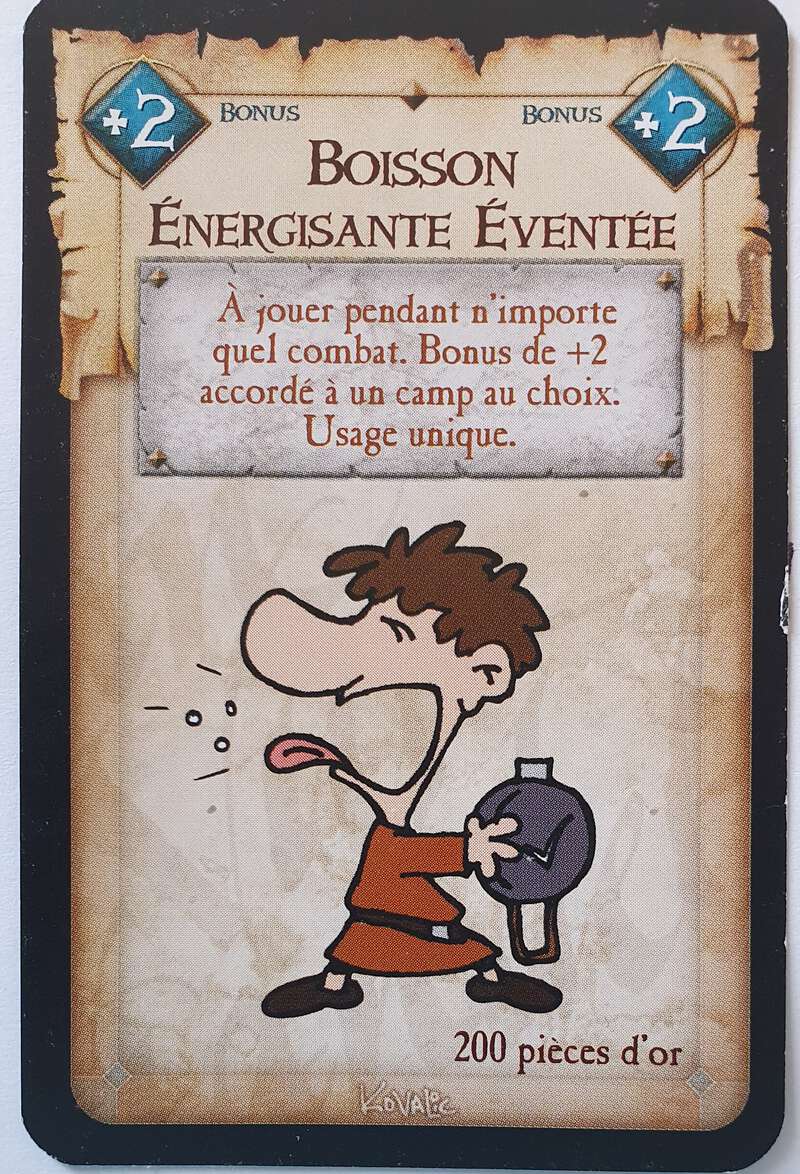 +2 BONUS BONUS +2
BOISSON
ÉNERGISANTE ÉVENTÉE
À jouer pendant n'importe
quel combat. Bonus de +2
accordé à un camp au choix.
Usage unique.
200 pièces d'or
KOVALIC